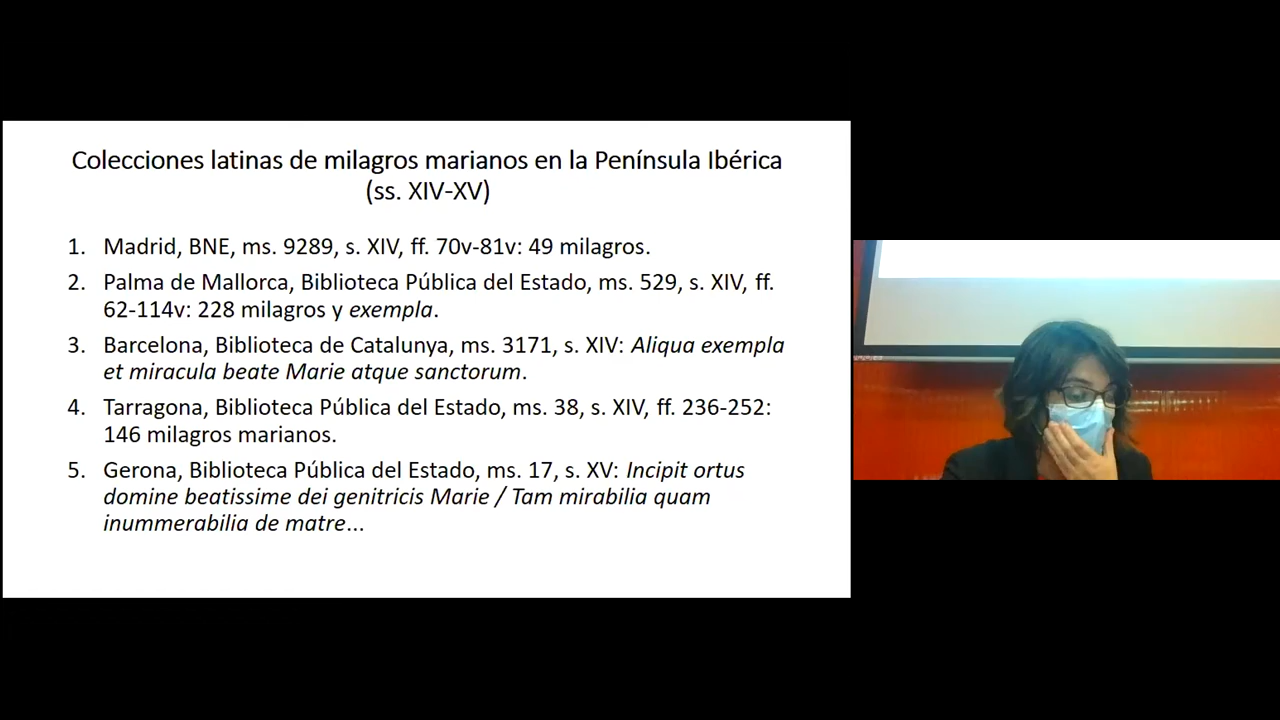 Colecciones latinas de milagros marianos en la Península Ibérica
(ss. XIV-XV)
1. Madrid, BNE, ms. 9289, s. XIV, ff. 70v-81v: 49 milagros.
2. Palma de Mallorca, Biblioteca Pública del Estado, ms. 529, s. XIV, ff.
62-114v: 228 milagros y exempla.
3. Barcelona, Biblioteca de Catalunya, ms. 3171, s. XIV: Aliqua exempla
et miracula beate Marie atque sanctorum.
4. Tarragona, Biblioteca Pública del Estado, ms. 38, s. XIV, ff. 236-252:
146 milagros marianos.
5. Gerona, Biblioteca Pública del Estado, ms. 17, s. XV: Incipit ortus
domine beatissime dei genitricis Marie / Tam mirabilia quam
inummerabilia de matre...